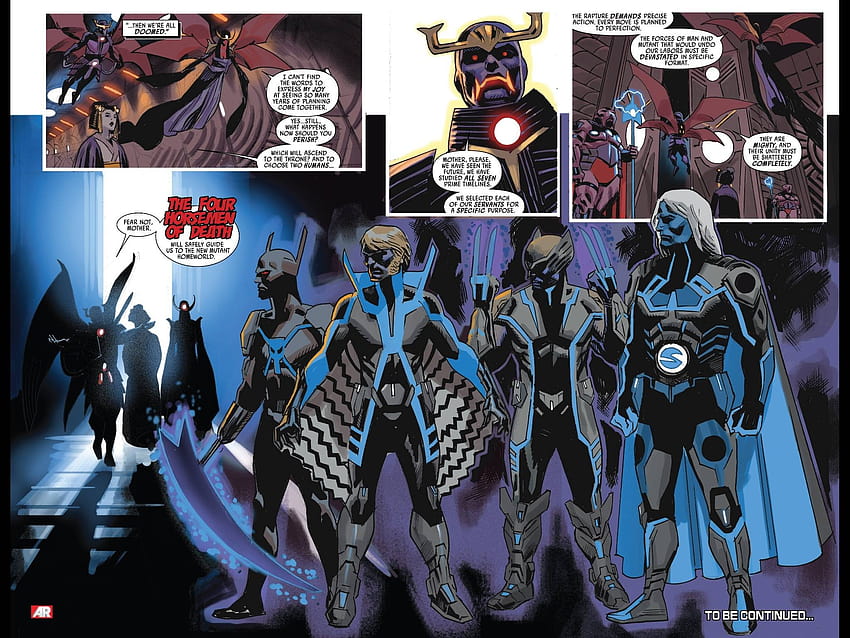 "...THEN WE'RE ALL
DOOMED."
I CAN'T FIND
THE WORDS TO
EXPRESS MY JOY
AT SEEING SO MANY
YEARS OF PLANNING
COME TOGETHER.
YES...STILL,
WHAT HAPPENS
NOW SHOULD YOU
PERISH?
WHICH WILL ASCEND
TO THE THRONE? AND TO
CHOOSE TWO HUMANS...
MOTHER, PLEASE,
WE HAVE SEEN THE
FUTURE, WE HAVE
STUDIED ALL SEVEN
PRIME TIMELINES.
WE SELECTED EACH
OF OUR SERVANTS FOR
A SPECIFIC PURPOSE.
THE RAPTURE DEMANDS PRECISE
ACTION. EVERY MOVE IS PLANNED
TO PERFECTION.
THE FORCES OF MAN AND
MUTANT THAT WOULD UNDO
OUR LABORS MUST BE
DEVASTATED IN SPECIFIC
FORMAT.
THEY ARE
MIGHTY, AND
THEIR UNITY MUST
BE SHATTERED
COMPLETELY.
FEAR NOT,
MOTHER.
THE FOUR
HORSEMEN
OF DEATH
WILL SAFELY GUIDE
US TO THE NEW MUTANT
HOMEWORLD.
S
AR
TO BE CONTINUED...